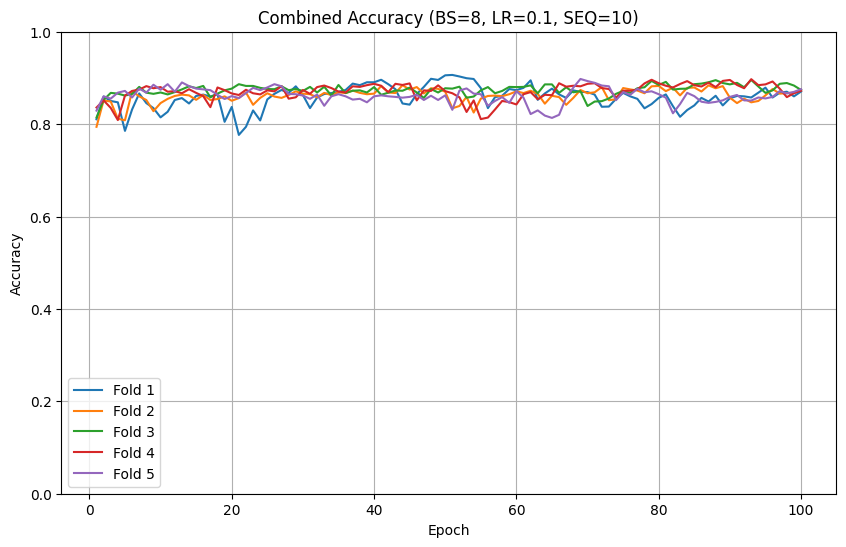 Combined Accuracy (BS=8, LR=0.1, SEQ=10)
1.0
0.8
0.6
0.4
0.2
0.0
Accuracy
Fold 1
Fold 2
Fold 3
Fold 4
Fold 5
0 20 40 60 80 100
Epoch